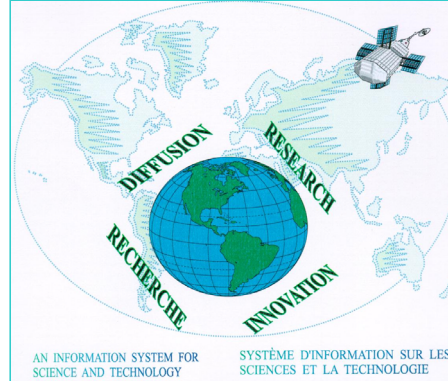 DIFFUSION
RESEARCH
RECHERCHE
INNOVATION
AN INFORMATION SYSTEM FOR
SCIENCE AND TECHNOLOGY
SYSTÈME D'INFORMATION SUR LES
SCIENCES ET LA TECHNOLOGIE